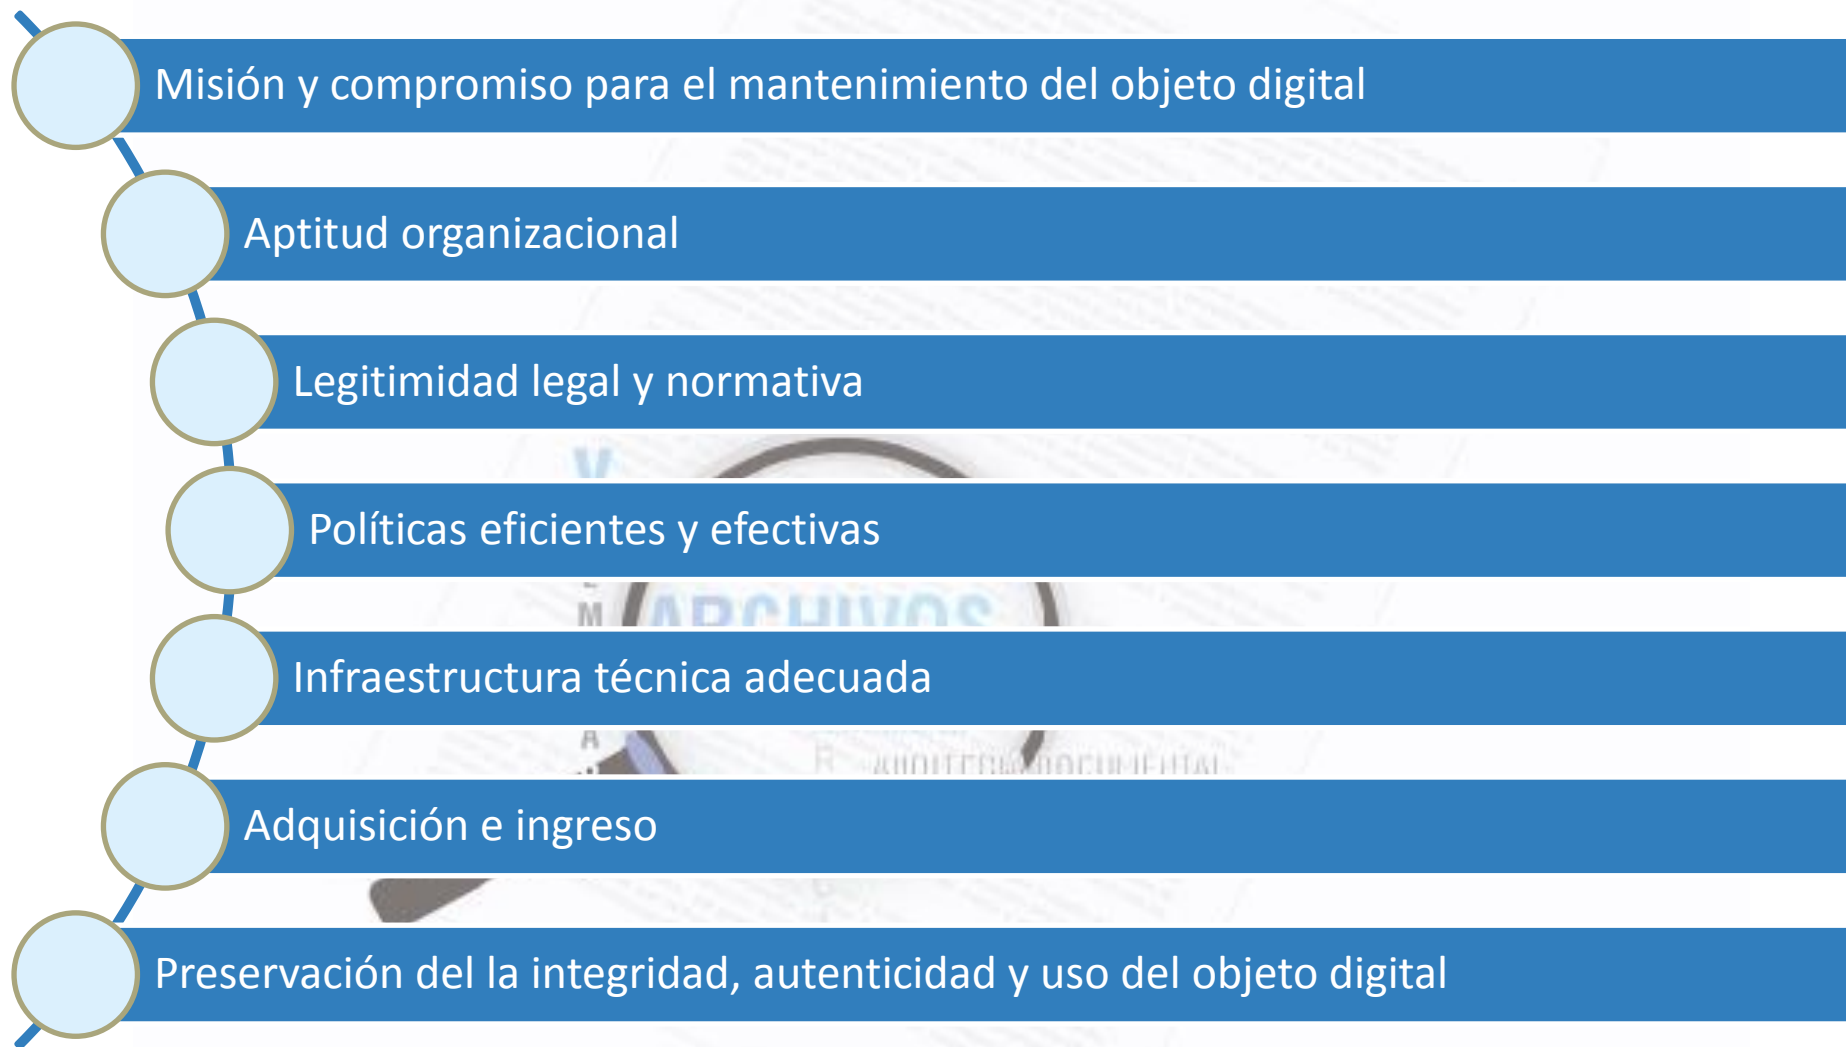 Misión y compromiso para el mantenimiento del objeto digital
Aptitud organizacional
Legitimidad legal y normativa
Políticas eficientes y efectivas
ARCHIVOS
Infraestructura técnica adecuada
Adquisición e ingreso
Preservación del la integridad, autenticidad y uso del objeto digital